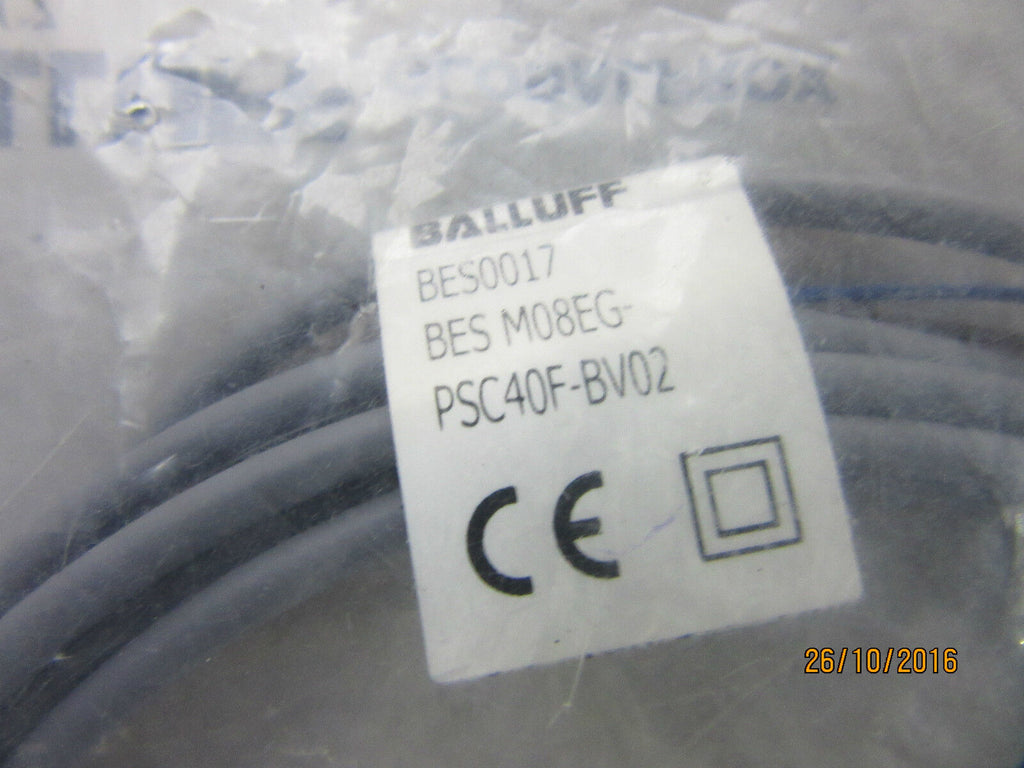 BALLUFF
BES0017
BES M08EG-
PSC40F-BV02
CE
26/10/2016